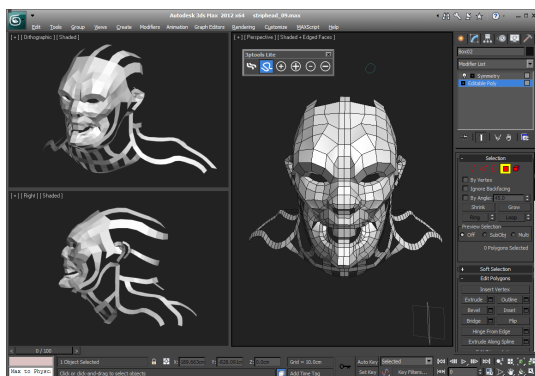 Autodesk 3ds Max 2012 x64 - striphead_09.max
Edit Tools Group Views Create Modifiers Animation Graph Editors Rendering Customize MAXScript Help
[ + ] [ Orthographic ] [ Shaded ]
[ + ] [ Perspective ] [ Shaded + Edged Faces ]
3ptools Lite
Box02
Modifier List
Symmetry
Editable Poly
[ + ] [ Right ] [ Shaded ]
Selection
By Vertex
Ignore Backfacing
By Angle:
Shrink Grow
Ring Loop
Preview Selection
Off SubObj Multi
0 Polygons Selected
Soft Selection
Edit Polygons
Insert Vertex
Extrude Outline
Bevel Inset
Bridge Flip
Hinge From Edge
Extrude Along Spline
0 / 100
1 Object Selected
Grid = 10.0cm
Auto Key Selected
Max to Physc
Click or click-and-drag to select objects
Add Time Tag
Set Key Key Filters...